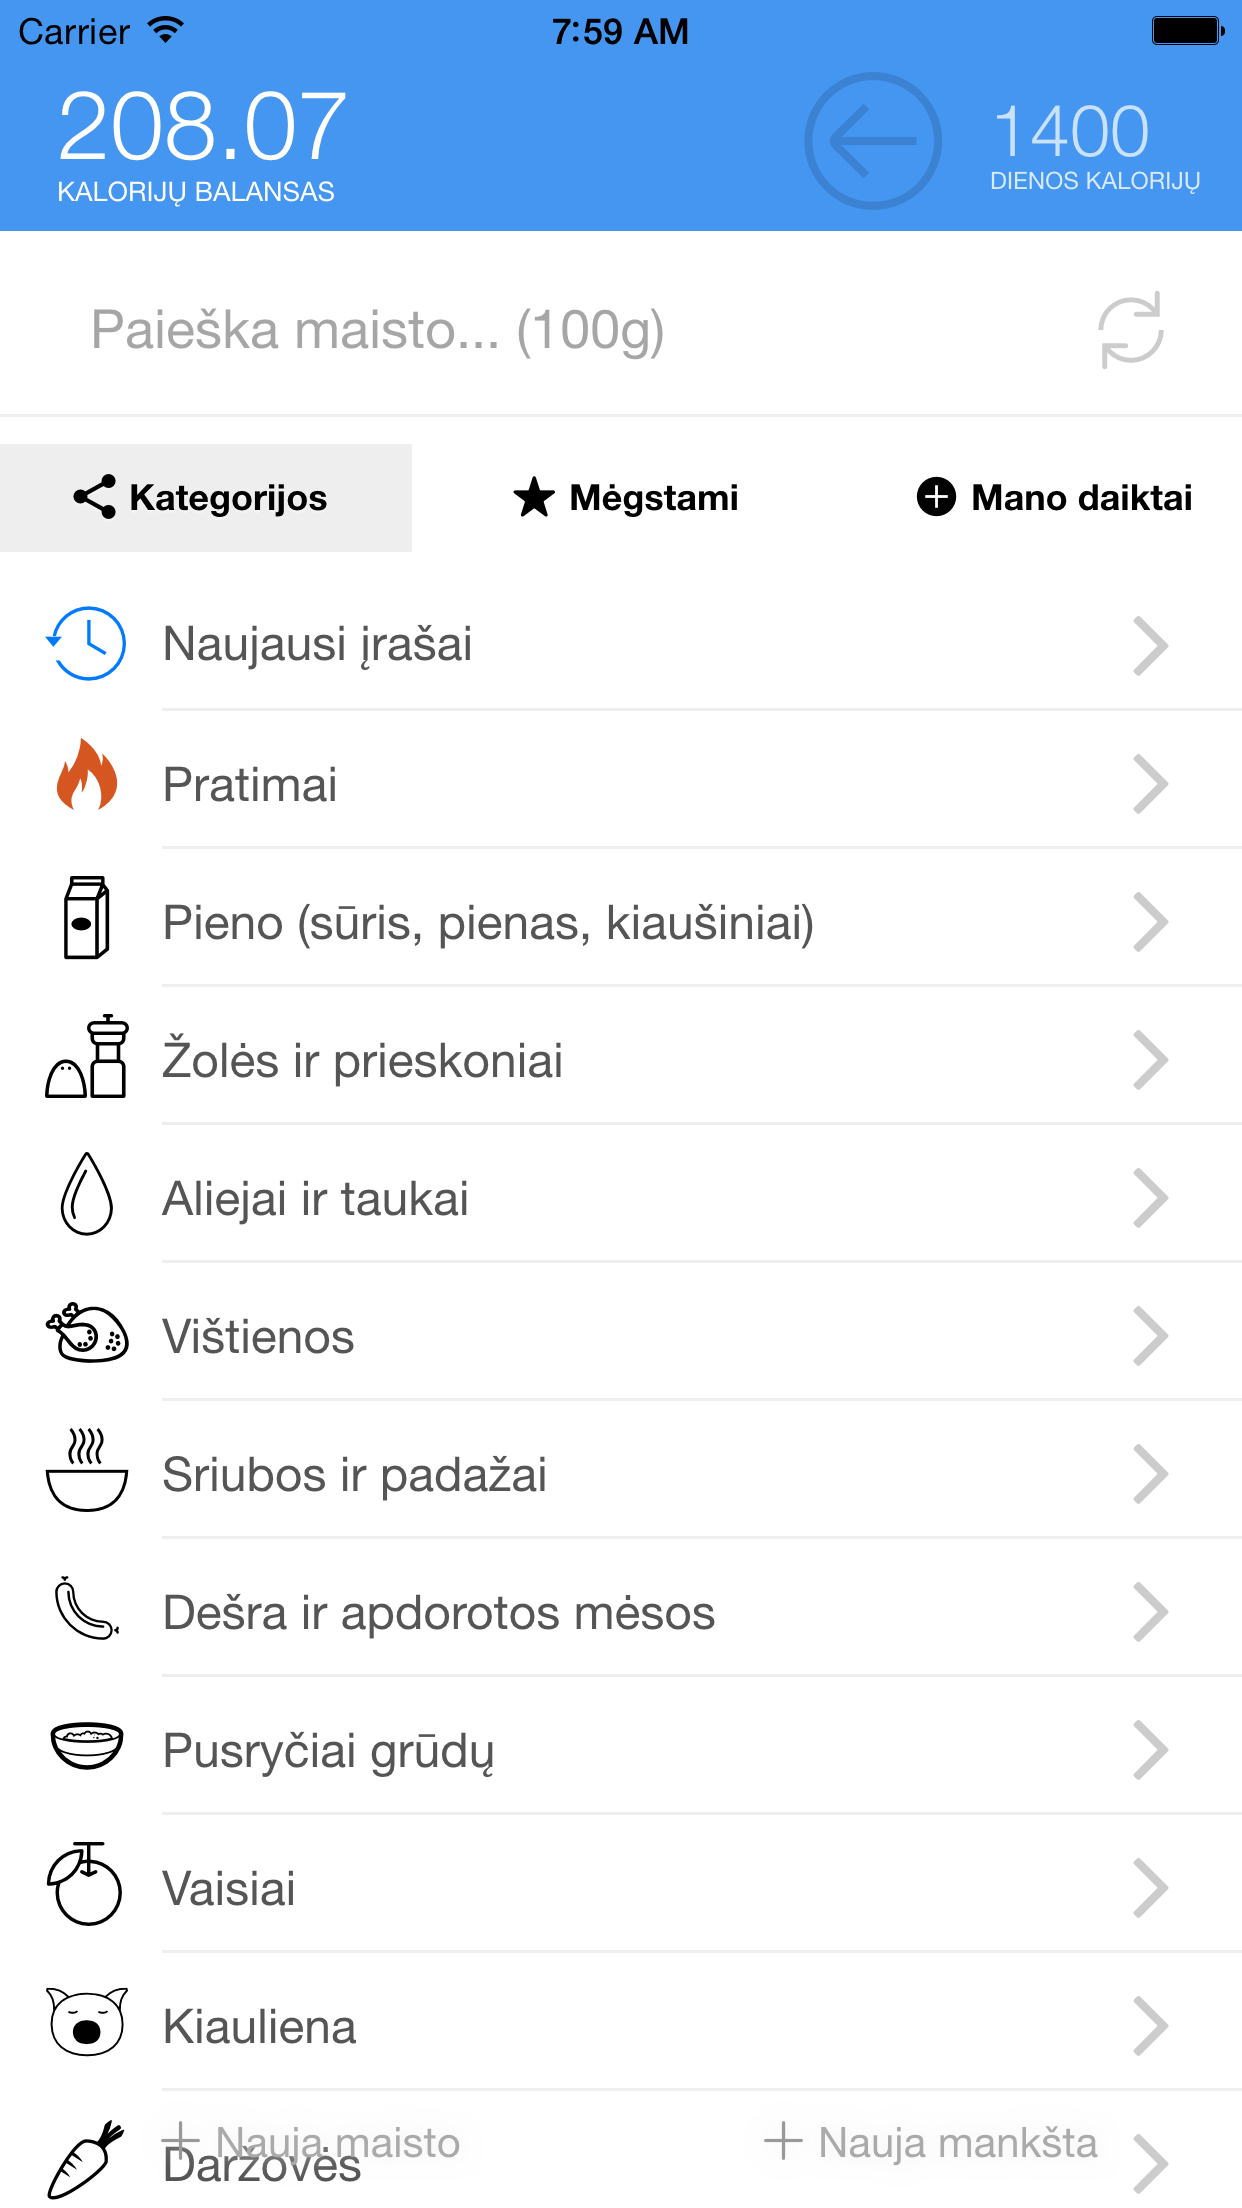 Carrier 7:59 AM
208.07
KALORIJŲ BALANSAS
1400
DIENOS KALORIJŲ
Paieška maisto... (100g)
Kategorijos Mėgstami Mano daiktai
Naujausi įrašai
Pratimai
Pieno (sūris, pienas, kiaušiniai)
Žolės ir prieskoniai
Aliejai ir taukai
Vištienos
Sriubos ir padažai
Dešra ir apdorotos mėsos
Pusryčiai grūdų
Vaisiai
Kiauliena
Nauja maisto Nauja mankšta
Daržovės